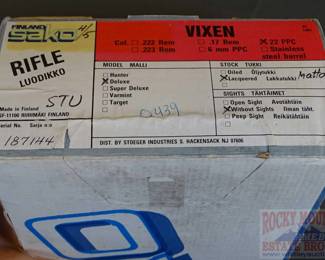 FINLAND
sako
4/5
RIFLE
LUODIKKO
VIXEN
Cal. .222 Rem .17 Rem 22 PPC
.223 Rem 6 mm PPC Stainless steel barrel
MODEL MALLI
Hunter
Deluxe
Super Deluxe
Varmint
Target
STOCK TUKKI
Oiled Öljytukki
Lacquered Lakkatukki Matta
SIGHTS TÄHTÄIMET
Open Sight Avotähtäin
Without Sights Ilman täht.
Peep Sight Reikätähtäin
0439
STU
Made in Finland
SF-11100 RIIHIMÄKI FINLAND
Serial No. Sarja n:o
187144
DIST. BY STOEGER INDUSTRIES S. HACKENSACK NJ 07606
ROCKY MOUNTAIN
ESTATE BROKERS